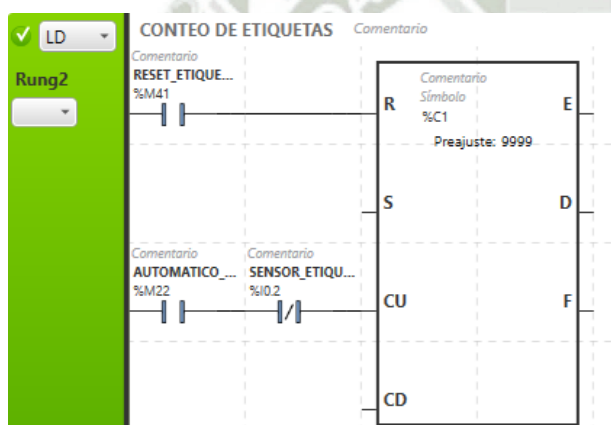 LD
CONTEO DE ETIQUETAS Comentario
Rung2
Comentario
RESET_ETIQUE...
%M41
Comentario
Símbolo
%C1
Preajuste: 9999
R
E
S
D
Comentario
AUTOMATICO_...
%M22
Comentario
SENSOR_ETIQU...
%I0.2
CU
F
CD